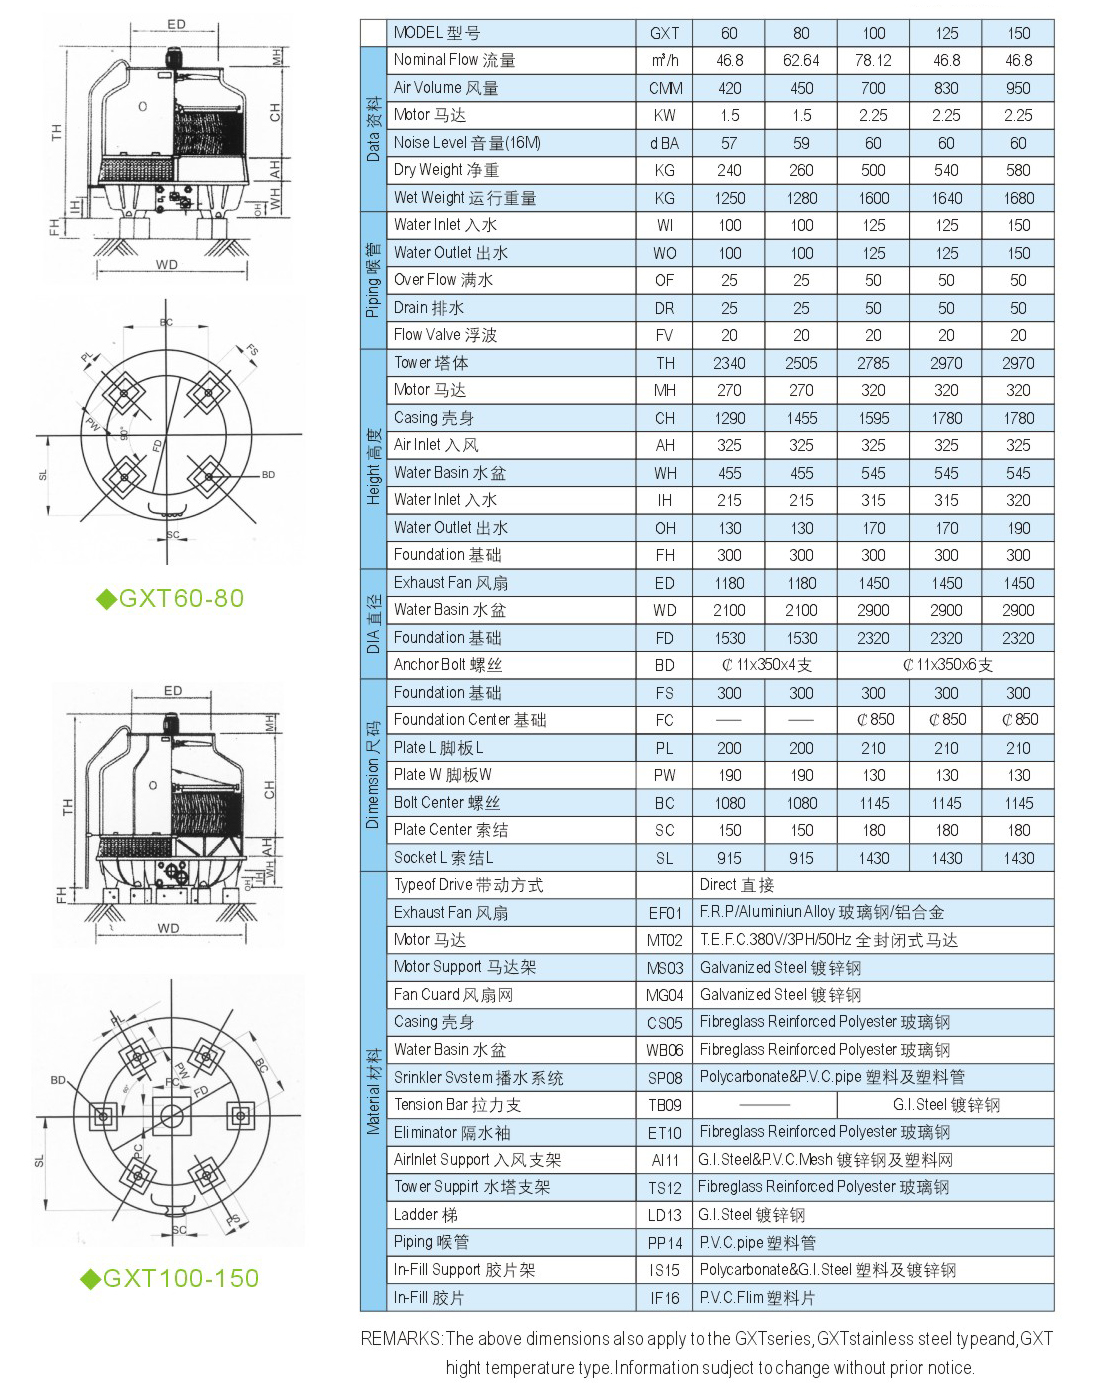 ED
MH
TH
CH
AH
WH
OH
IH
FH
WD
BC
FS
PL
PW
90°
FD
SL
BD
SC
◆GXT60-80
ED
MH
TH
CH
AH
WH
IH
OH
FH
WD
PL
BC
BD
PW
FC
FD
60°
SL
PC
FS
SC
◆GXT100-150
MODEL 型号 GXT 60 80 100 125 150
Data 资料
Nominal Flow 流量 m³/h 46.8 62.64 78.12 46.8 46.8
Air Volume 风量 CMM 420 450 700 830 950
Motor 马达 KW 1.5 1.5 2.25 2.25 2.25
Noise Level 音量(16M) dBA 57 59 60 60 60
Dry Weight 净重 KG 240 260 500 540 580
Wet Weight 运行重量 KG 1250 1280 1600 1640 1680
Piping 喉管
Water Inlet 入水 WI 100 100 125 125 150
Water Outlet 出水 WO 100 100 125 125 150
Over Flow 满水 OF 25 25 50 50 50
Drain 排水 DR 25 25 50 50 50
Flow Valve 浮波 FV 20 20 20 20 20
Height 高度
Tower 塔体 TH 2340 2505 2785 2970 2970
Motor 马达 MH 270 270 320 320 320
Casing 壳身 CH 1290 1455 1595 1780 1780
Air Inlet 入风 AH 325 325 325 325 325
Water Basin 水盆 WH 455 455 545 545 545
Water Inlet 入水 IH 215 215 315 315 320
Water Outlet 出水 OH 130 130 170 170 190
Foundation 基础 FH 300 300 300 300 300
DIA 直径
Exhaust Fan 风扇 ED 1180 1180 1450 1450 1450
Water Basin 水盆 WD 2100 2100 2900 2900 2900
Foundation 基础 FD 1530 1530 2320 2320 2320
Anchor Bolt 螺丝 BD ₵ 11x350x4支 ₵ 11x350x6支
Dimemsion 尺码
Foundation 基础 FS 300 300 300 300 300
Foundation Center 基础 FC —— —— ₵ 850 ₵ 850 ₵ 850
Plate L 脚板L PL 200 200 210 210 210
Plate W 脚板W PW 190 190 130 130 130
Bolt Center 螺丝 BC 1080 1080 1145 1145 1145
Plate Center 索结 SC 150 150 180 180 180
Socket L 索结L SL 915 915 1430 1430 1430
Material 材料
Typeof Drive 带动方式 Direct 直接
Exhaust Fan 风扇 EF01 F.R.P/Aluminiun Alloy 玻璃钢/铝合金
Motor 马达 MT02 T.E.F.C.380V/3PH/50Hz 全封闭式马达
Motor Support 马达架 MS03 Galvanized Steel 镀锌钢
Fan Cuard 风扇网 MG04 Galvanized Steel 镀锌钢
Casing 壳身 CS05 Fibreglass Reinforced Polyester 玻璃钢
Water Basin 水盆 WB06 Fibreglass Reinforced Polyester 玻璃钢
Srinkler Svstem 播水系统 SP08 Polycarbonate&P.V.C.pipe 塑料及塑料管
Tension Bar 拉力支 TB09 ———— G.I.Steel 镀锌钢
Eliminator 隔水袖 ET10 Fibreglass Reinforced Polyester 玻璃钢
AirInlet Support 入风支架 AI11 G.I.Steel&P.V.C.Mesh 镀锌钢及塑料网
Tower Suppirt 水塔支架 TS12 Fibreglass Reinforced Polyester 玻璃钢
Ladder 梯 LD13 G.I.Steel 镀锌钢
Piping 喉管 PP14 P.V.C.pipe 塑料管
In-Fill Support 胶片架 IS15 Polycarbonate&G.I.Steel 塑料及镀锌钢
In-Fill 胶片 IF16 P.V.C.Flim 塑料片
REMARKS:The above dimensions also apply to the GXTseries,GXTstainless steel typeand,GXT
hight temperature type.Information sudject to change without prior notice.